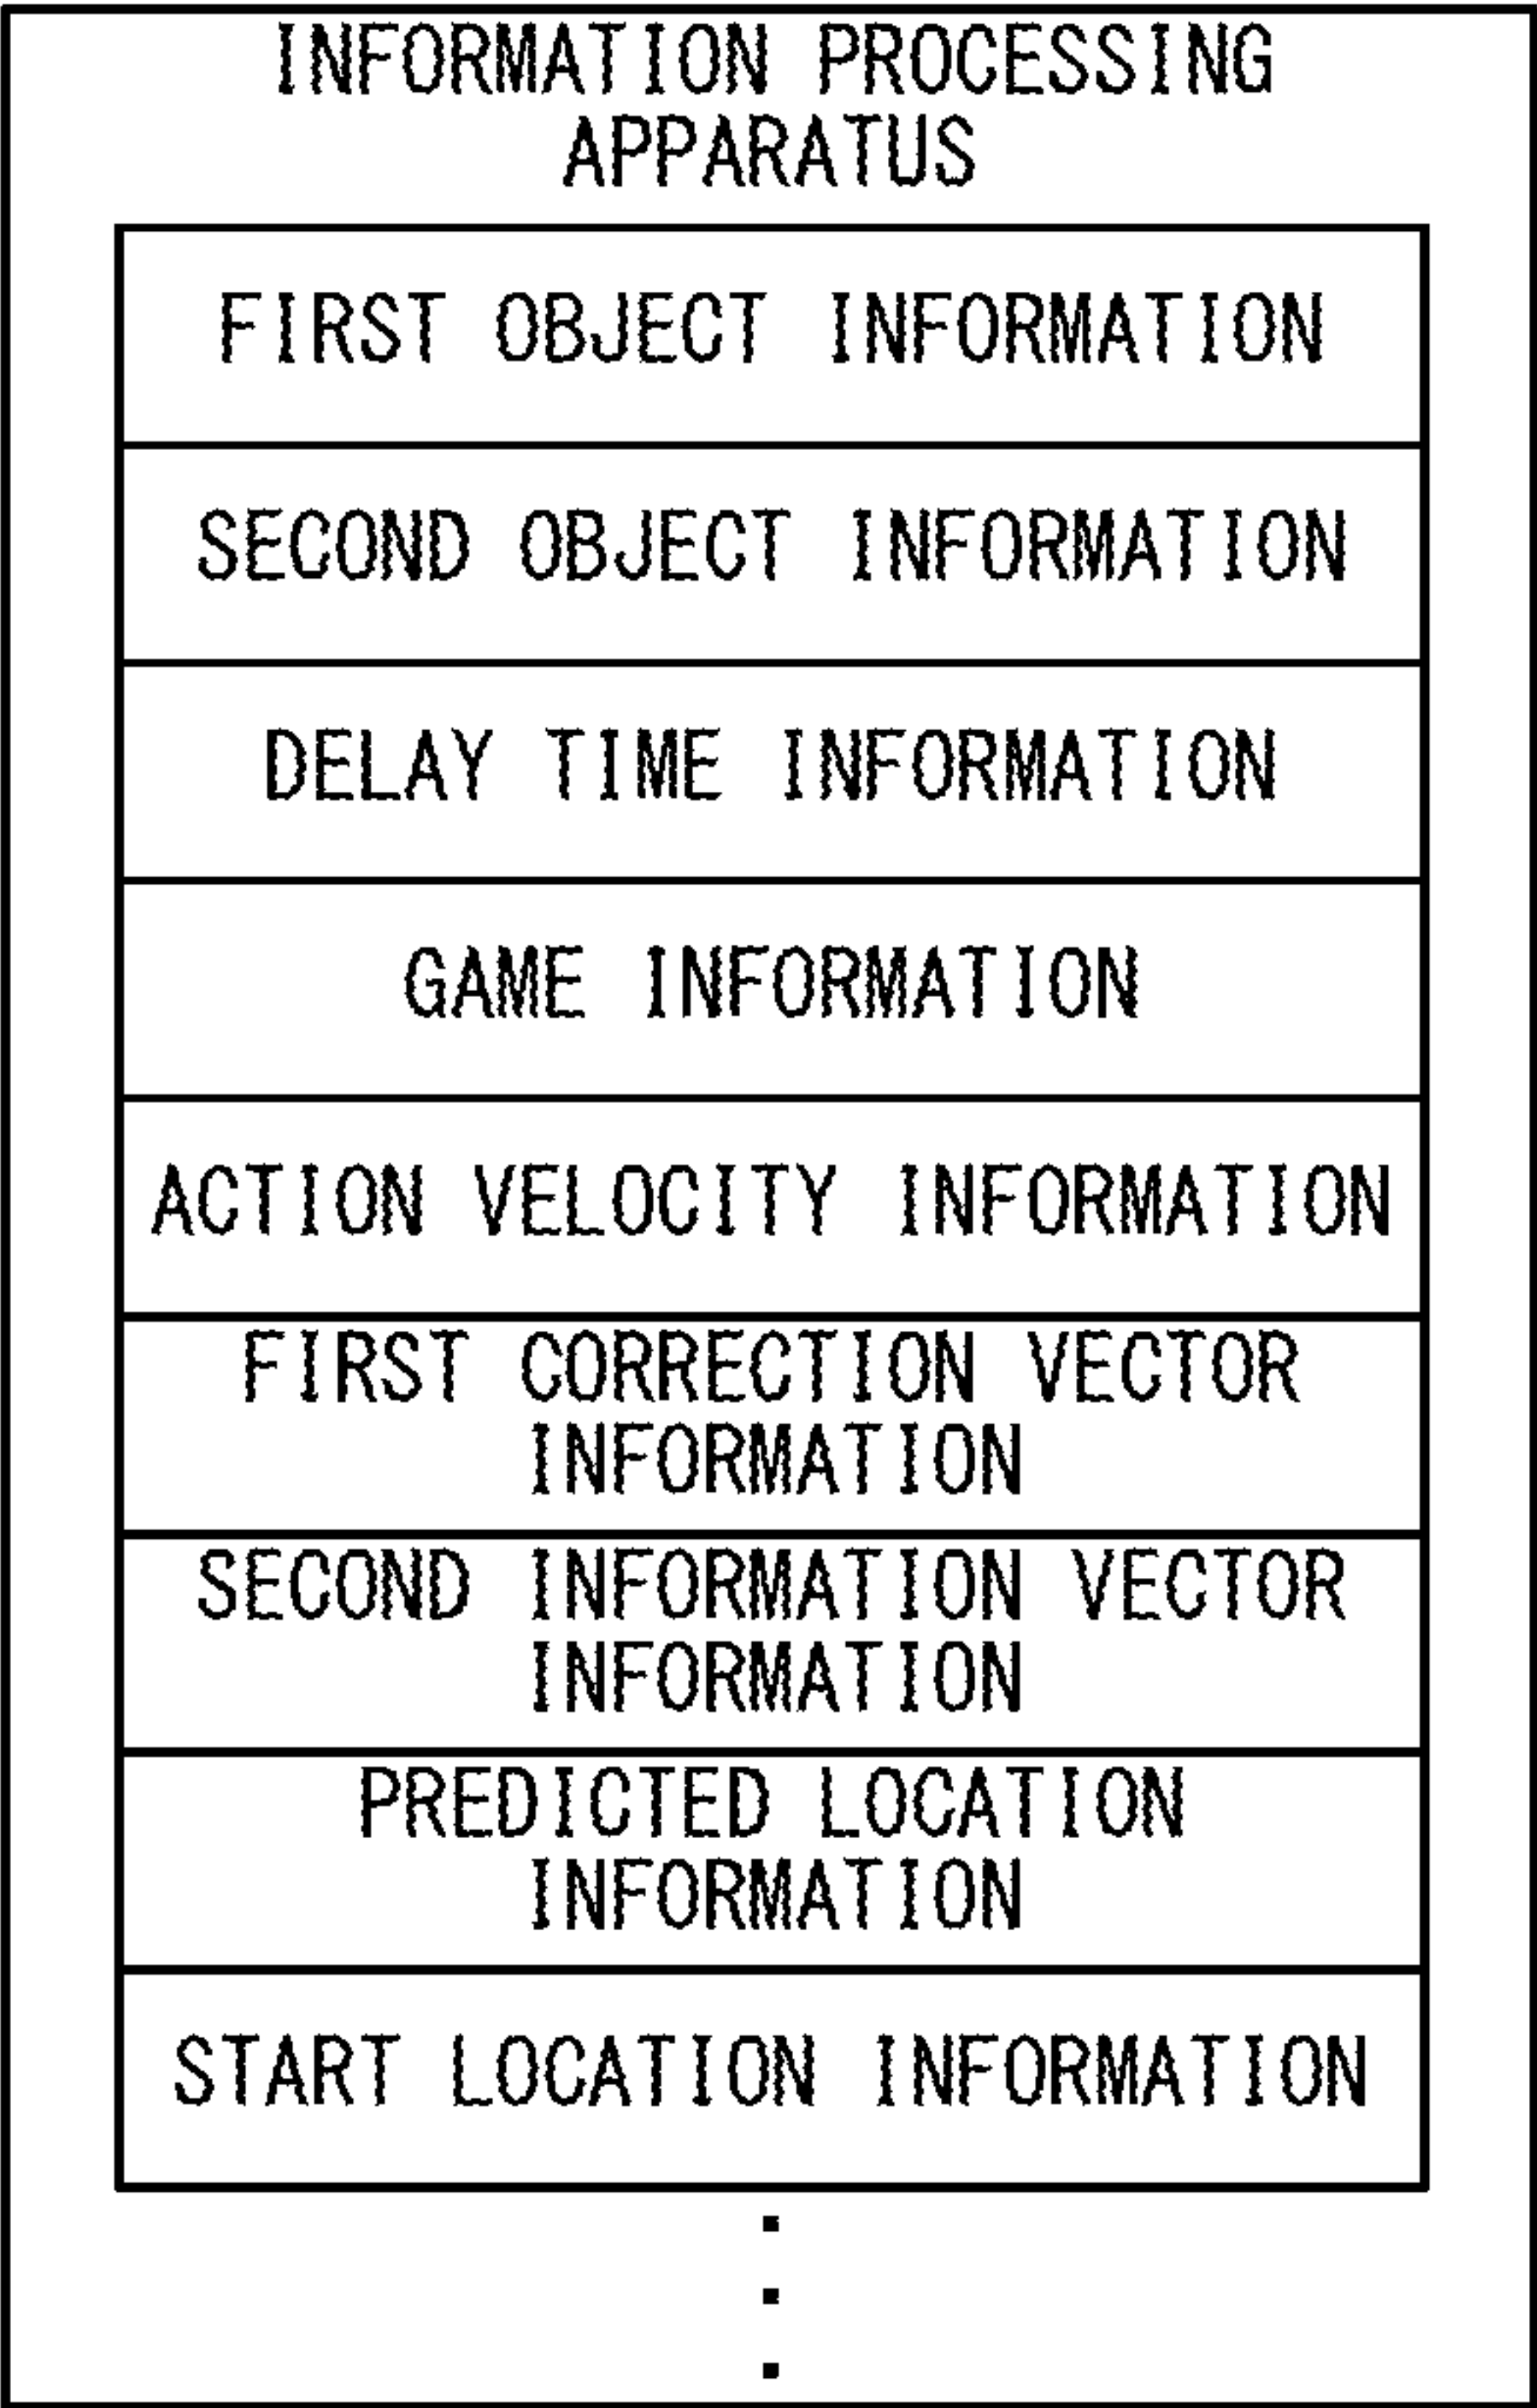 INFORMATION PROCESSING
APPARATUS
FIRST OBJECT INFORMATION
SECOND OBJECT INFORMATION
DELAY TIME INFORMATION
GAME INFORMATION
ACTION VELOCITY INFORMATION
FIRST CORRECTION VECTOR
INFORMATION
SECOND INFORMATION VECTOR
INFORMATION
PREDICTED LOCATION
INFORMATION
START LOCATION INFORMATION